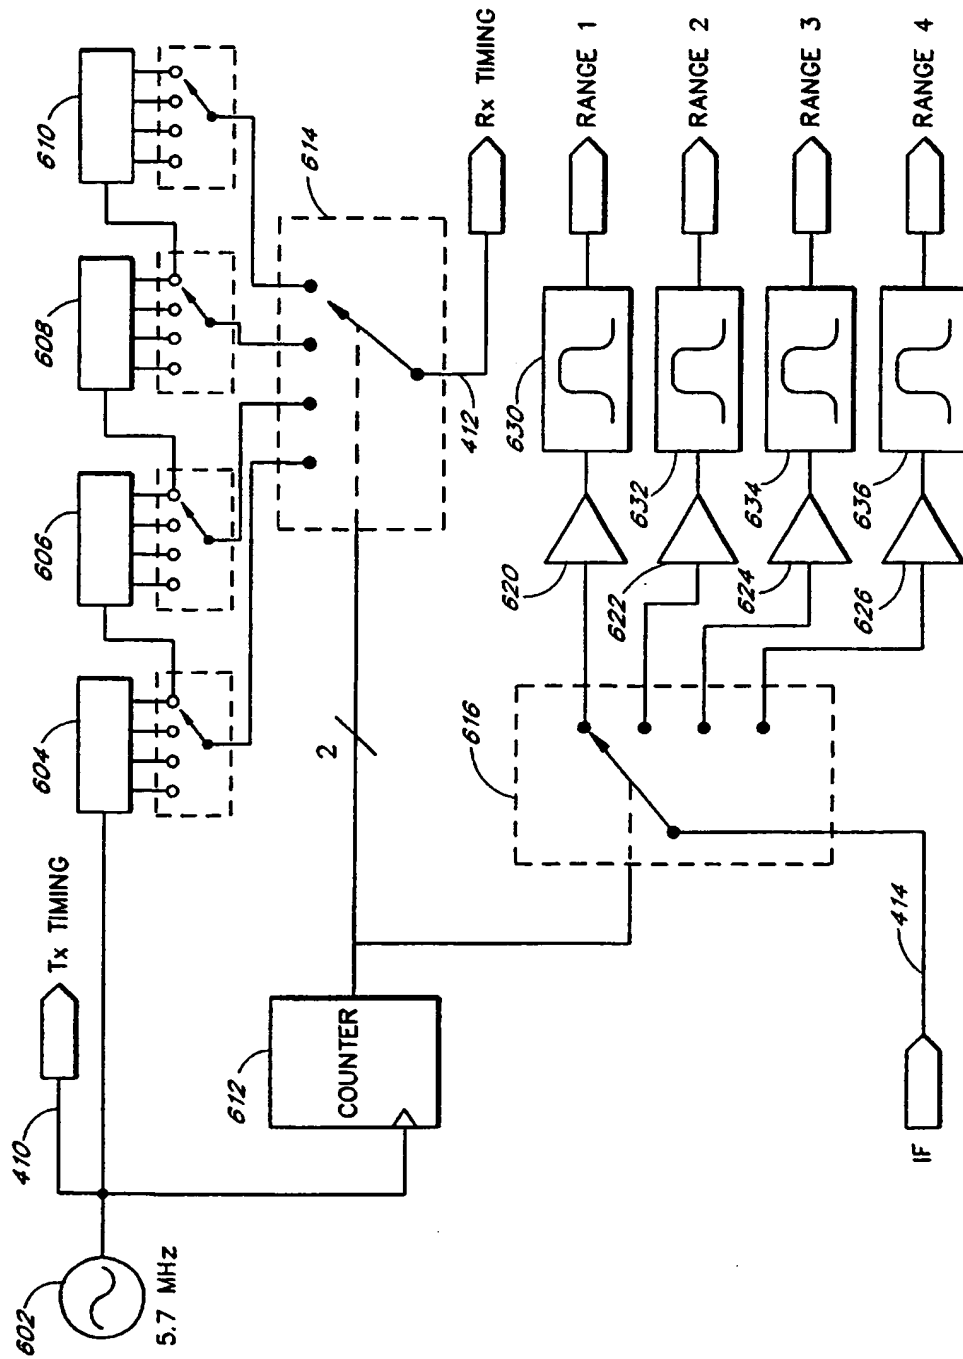 602
5.7 MHz
410
Tx TIMING
604
606
608
610
612
COUNTER
2
614
412
Rx TIMING
IF
414
616
620
630
RANGE 1
622
632
RANGE 2
624
634
RANGE 3
626
636
RANGE 4